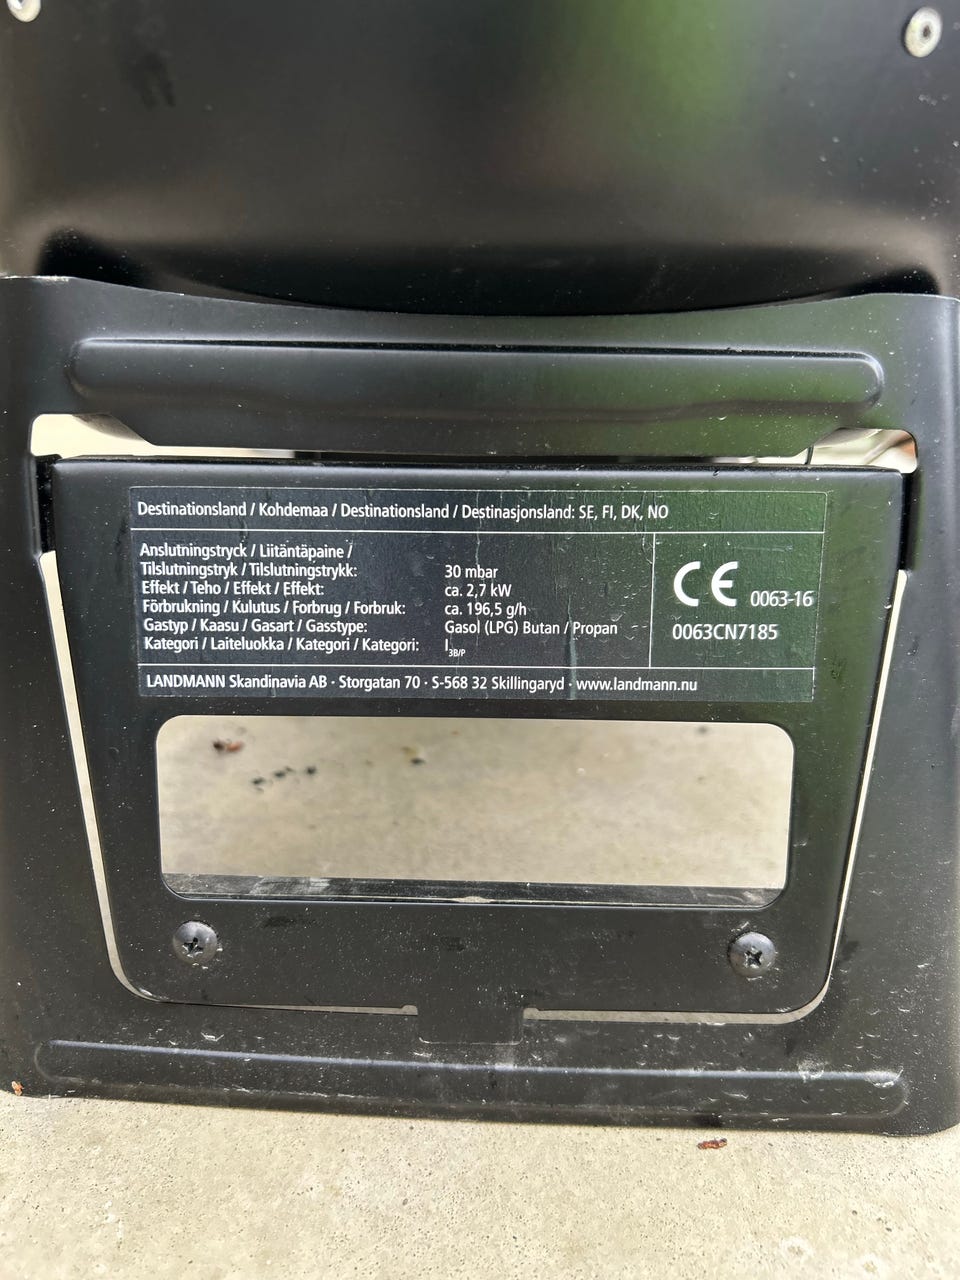 Destinationsland / Kohdemaa / Destinationsland / Destinasjonsland: SE, FI, DK, NO
Anslutningstryck / Liitäntäpaine /
Tilslutningstryk / Tilslutningstrykk: 30 mbar
Effekt / Teho / Effekt / Effekt: ca. 2,7 kW
Förbrukning / Kulutus / Forbrug / Forbruk: ca. 196,5 g/h
Gastyp / Kaasu / Gasart / Gasstype: Gasol (LPG) Butan / Propan
Kategori / Laiteluokka / Kategori / Kategori: I3B/P
CE 0063-16
0063CN7185
LANDMANN Skandinavia AB · Storgatan 70 · S-568 32 Skillingaryd · www.landmann.nu